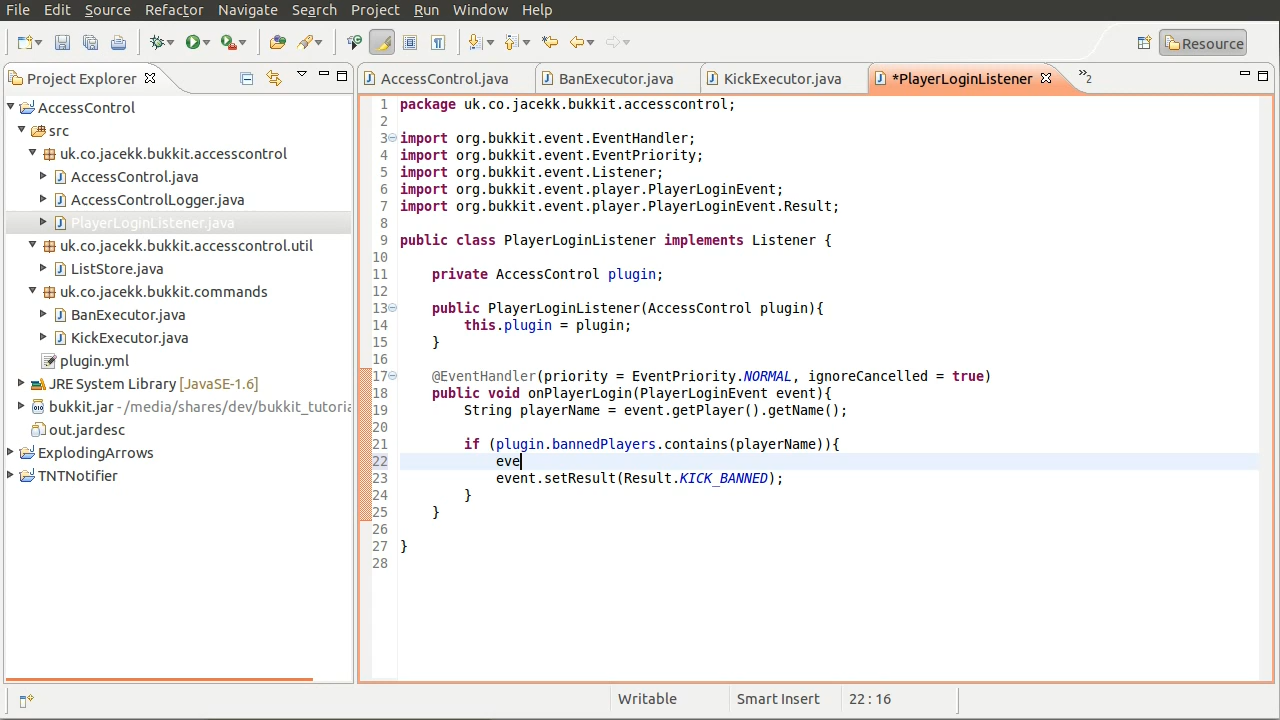 File Edit Source Refactor Navigate Search Project Run Window Help
Resource
Project Explorer
AccessControl.java BanExecutor.java KickExecutor.java *PlayerLoginListener 2
AccessControl
src
uk.co.jacekk.bukkit.accesscontrol
AccessControl.java
AccessControlLogger.java
PlayerLoginListener.java
uk.co.jacekk.bukkit.accesscontrol.util
ListStore.java
uk.co.jacekk.bukkit.commands
BanExecutor.java
KickExecutor.java
plugin.yml
JRE System Library [JavaSE-1.6]
bukkit.jar - /media/shares/dev/bukkit_tutoria
out.jardesc
ExplodingArrows
TNTNotifier
1 package uk.co.jacekk.bukkit.accesscontrol;
2
3 import org.bukkit.event.EventHandler;
4 import org.bukkit.event.EventPriority;
5 import org.bukkit.event.Listener;
6 import org.bukkit.event.player.PlayerLoginEvent;
7 import org.bukkit.event.player.PlayerLoginEvent.Result;
8
9 public class PlayerLoginListener implements Listener {
10
11 private AccessControl plugin;
12
13 public PlayerLoginListener(AccessControl plugin){
14 this.plugin = plugin;
15 }
16
17 @EventHandler(priority = EventPriority.NORMAL, ignoreCancelled = true)
18 public void onPlayerLogin(PlayerLoginEvent event){
19 String playerName = event.getPlayer().getName();
20
21 if (plugin.bannedPlayers.contains(playerName)){
22 eve
23 event.setResult(Result.KICK_BANNED);
24 }
25 }
26
27 }
28
Writable Smart Insert 22 : 16